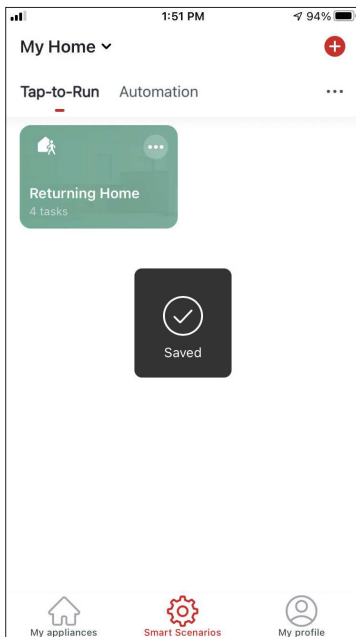 1:51 PM
94%
My Home
Tap-to-Run Automation
Returning Home
4 tasks
Saved
My appliances Smart Scenarios My profile